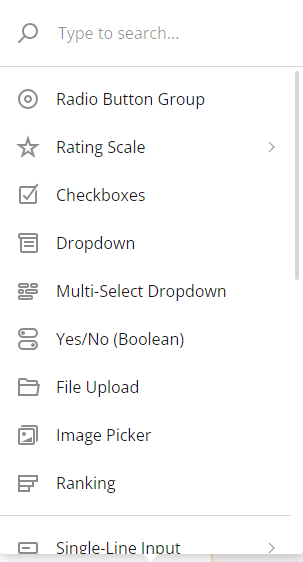 Type to search...
Radio Button Group
Rating Scale
Checkboxes
Dropdown
Multi-Select Dropdown
Yes/No (Boolean)
File Upload
Image Picker
Ranking
Single-Line Input